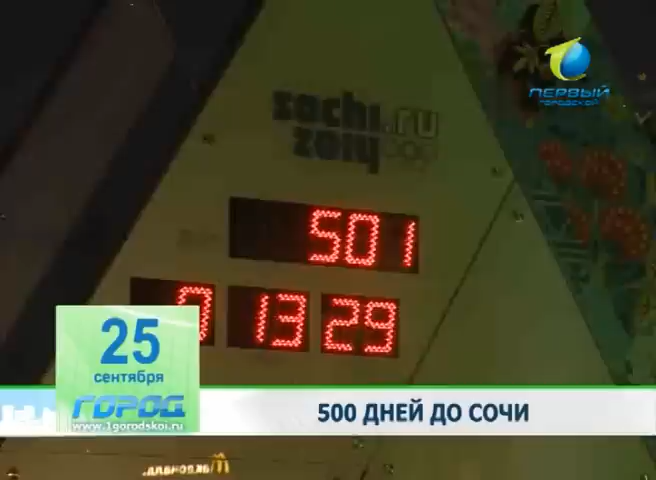 ПЕРВЫЙ
ГОРОДСКОЙ
sochi.ru
2014
501
0 13 29
25
сентября
ГОРОД
www.1gorodskoi.ru
500 ДНЕЙ ДО СОЧИ